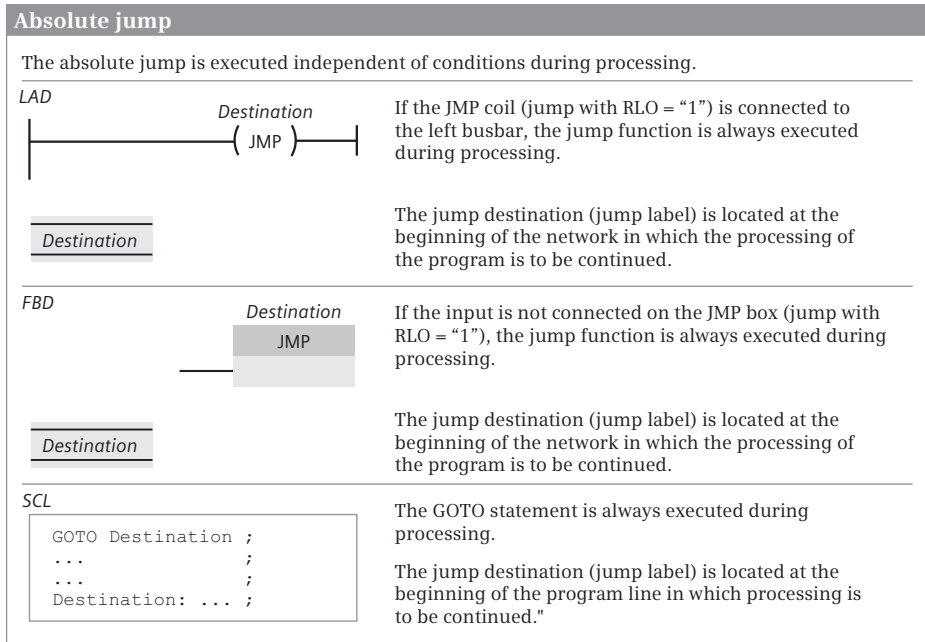 Absolute jump
The absolute jump is executed independent of conditions during processing.
LAD
Destination
JMP
If the JMP coil (jump with RLO = “1”) is connected to
the left busbar, the jump function is always executed
during processing.
Destination
The jump destination (jump label) is located at the
beginning of the network in which the processing of
the program is to be continued.
FBD
Destination
JMP
If the input is not connected on the JMP box (jump with
RLO = “1”), the jump function is always executed during
processing.
Destination
The jump destination (jump label) is located at the
beginning of the network in which the processing of
the program is to be continued.
SCL
GOTO Destination ;
... ;
... ;
Destination: ... ;
The GOTO statement is always executed during
processing.
The jump destination (jump label) is located at the
beginning of the program line in which processing is
to be continued."